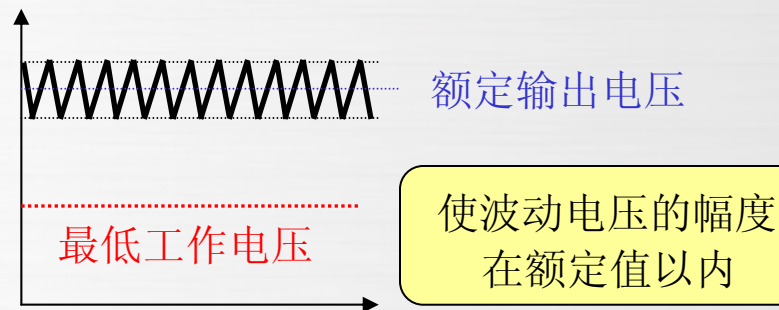 额定输出电压
最低工作电压
使波动电压的幅度
在额定值以内